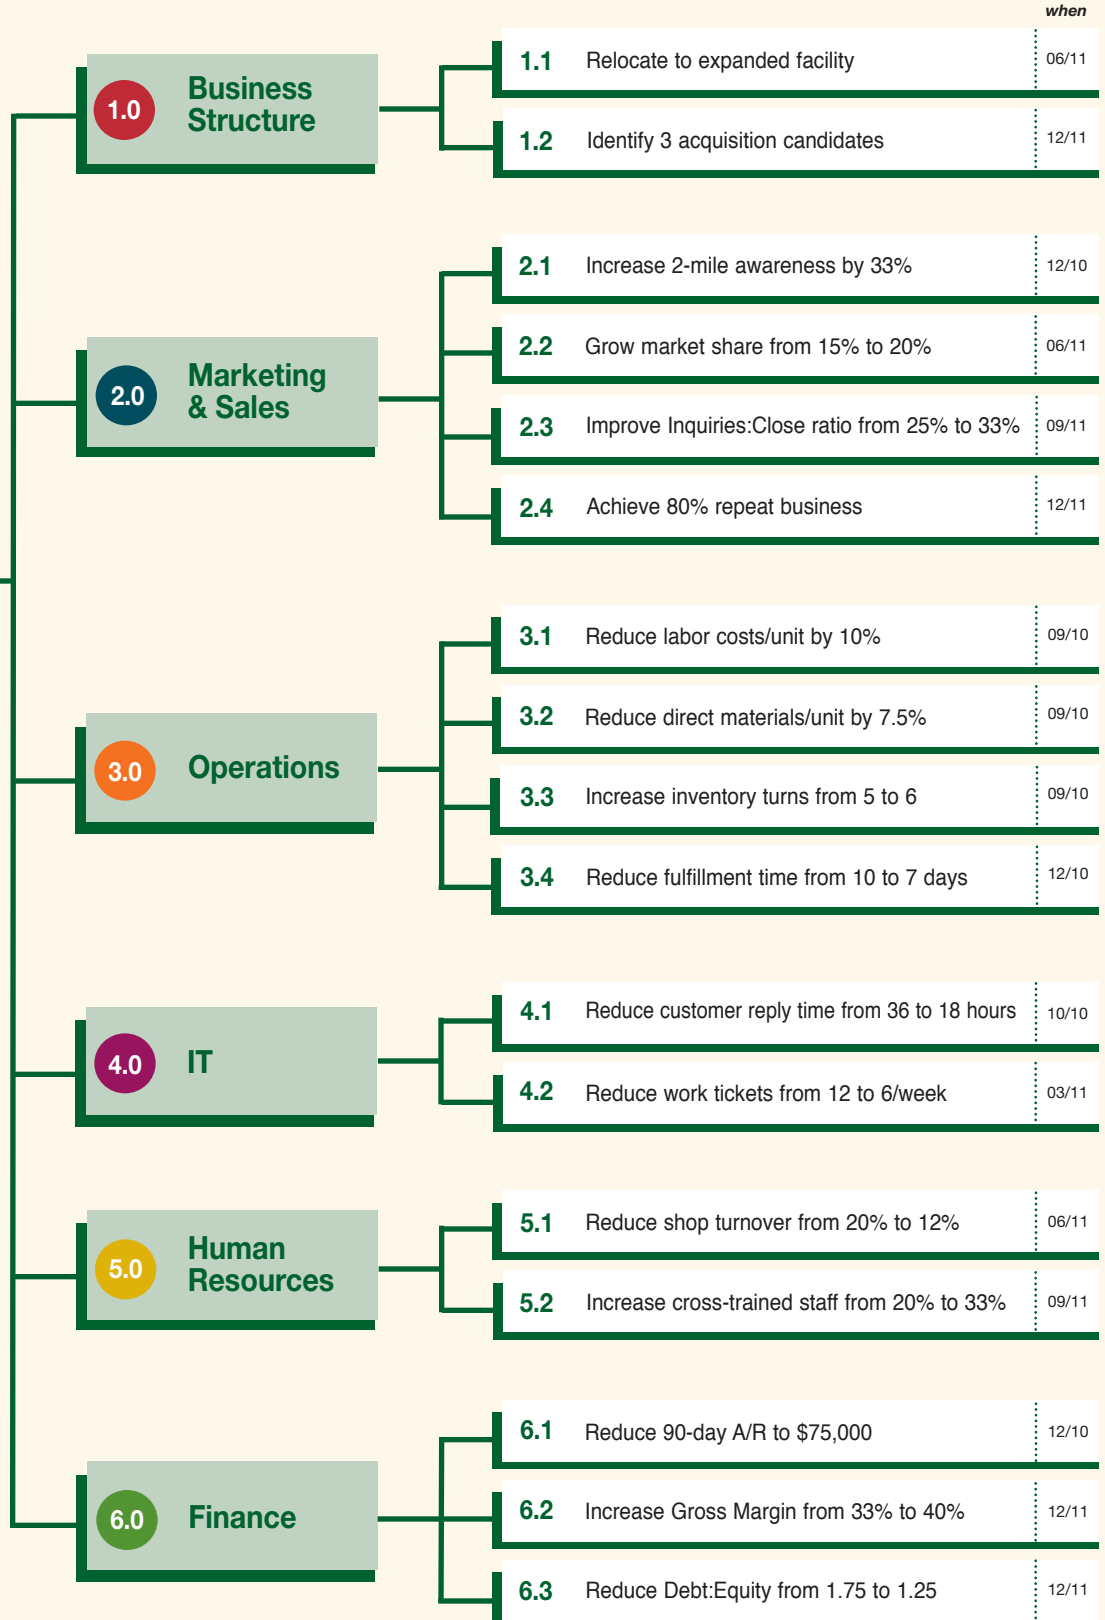 when
1.0
Business
Structure
1.1 Relocate to expanded facility 06/11
1.2 Identify 3 acquisition candidates 12/11
2.0
Marketing
& Sales
2.1 Increase 2-mile awareness by 33% 12/10
2.2 Grow market share from 15% to 20% 06/11
2.3 Improve Inquiries:Close ratio from 25% to 33% 09/11
2.4 Achieve 80% repeat business 12/11
3.0 Operations
3.1 Reduce labor costs/unit by 10% 09/10
3.2 Reduce direct materials/unit by 7.5% 09/10
3.3 Increase inventory turns from 5 to 6 09/10
3.4 Reduce fulfillment time from 10 to 7 days 12/10
4.0 IT
4.1 Reduce customer reply time from 36 to 18 hours 10/10
4.2 Reduce work tickets from 12 to 6/week 03/11
5.0
Human
Resources
5.1 Reduce shop turnover from 20% to 12% 06/11
5.2 Increase cross-trained staff from 20% to 33% 09/11
6.0 Finance
6.1 Reduce 90-day A/R to $75,000 12/10
6.2 Increase Gross Margin from 33% to 40% 12/11
6.3 Reduce Debt:Equity from 1.75 to 1.25 12/11